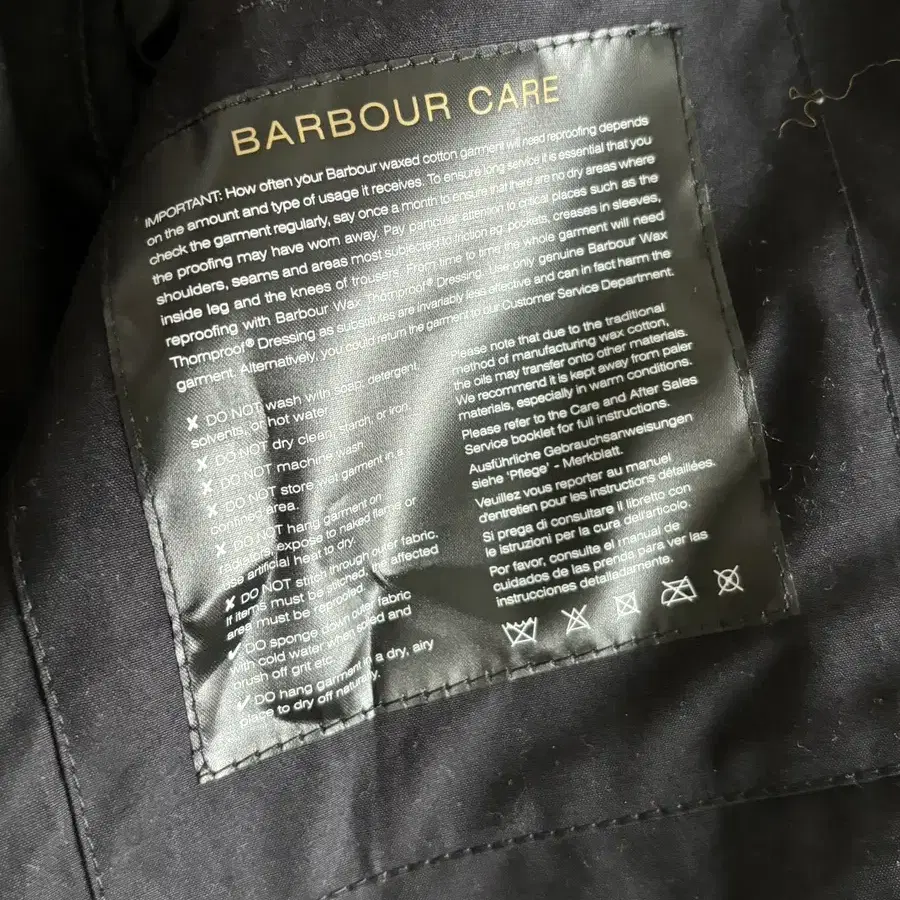 BARBOUR CARE
IMPORTANT: How often your Barbour waxed cotton garment will need reproofing depends
on the amount and type of usage it receives. To ensure long service it is essential that you
check the garment regularly, say once a month to ensure that there are no dry areas where
the proofing may have worn away. Pay particular attention to critical places such as the
shoulders, seams and areas most subjected to friction eg. pockets, creases in sleeves,
inside leg and the knees of trousers. From time to time the whole garment will need
reproofing with Barbour Wax Thornproof® Dressing. Use only genuine Barbour Wax
Thornproof® Dressing as substitutes are invariably less effective and can in fact harm the
garment. Alternatively, you could return the garment to our Customer Service Department.
✘ DO NOT wash with soap, detergent,
solvents, or hot water
✘ DO NOT dry clean, starch, or iron.
✘ DO NOT machine wash.
✘ DO NOT store wet garment in a
confined area.
✘ DO NOT hang garment on
radiators, expose to naked flame or
use artificial heat to dry.
✘ DO NOT stitch through outer fabric.
If items must be stitched, affected
area must be reproofed.
✔ DO sponge down outer fabric
with cold water when soiled and
brush off grit etc.
✔ DO hang garment in a dry, airy
place to dry off naturally.
Please note that due to the traditional
method of manufacturing wax cotton,
the oils may transfer onto other materials.
We recommend it is kept away from paler
materials, especially in warm conditions.
Please refer to the Care and After Sales
Service booklet for full instructions.
Ausführliche Gebrauchsanweisungen
siehe 'Pflege' - Merkblatt.
Veuillez vous reporter au manuel
d'entretien pour les instructions détaillées.
Si prega di consultare il libretto con
le istruzioni per la cura dell'articolo.
Por favor, consulte el manual de
cuidados de las prenda para ver las
instrucciones detalladamente.